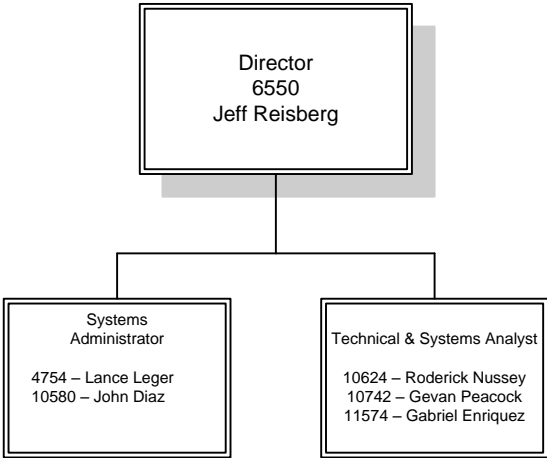 Director
6550
Jeff Reisberg
Systems
Administrator
4754 – Lance Leger
10580 – John Diaz
Technical & Systems Analyst
10624 – Roderick Nussey
10742 – Gevan Peacock
11574 – Gabriel Enriquez